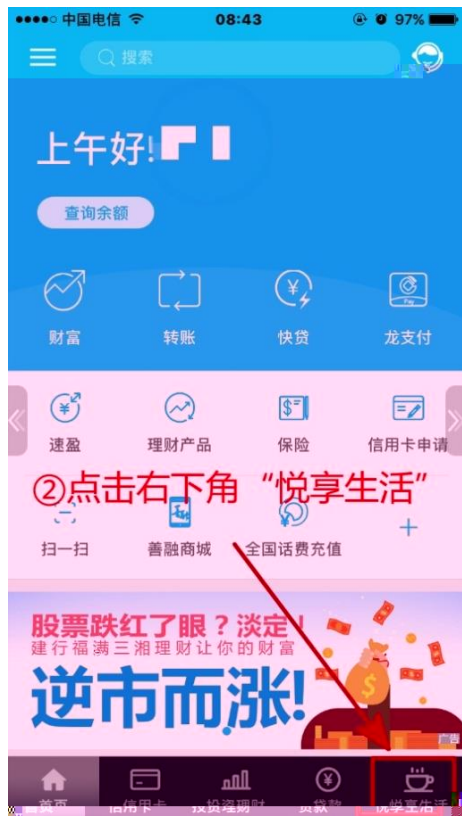 中国电信 08:43 97%
搜索
上午好!
查询余额
财富 转账 快贷 龙支付
速盈 理财产品 保险 信用卡申请
②点击右下角“悦享生活”
扫一扫 善融商城 全国话费充值
股票跌红了眼？淡定！
建行福满三湘理财让你的财富
逆市而涨!
广告
首页 信用卡 投资理财 贷款 悦享生活